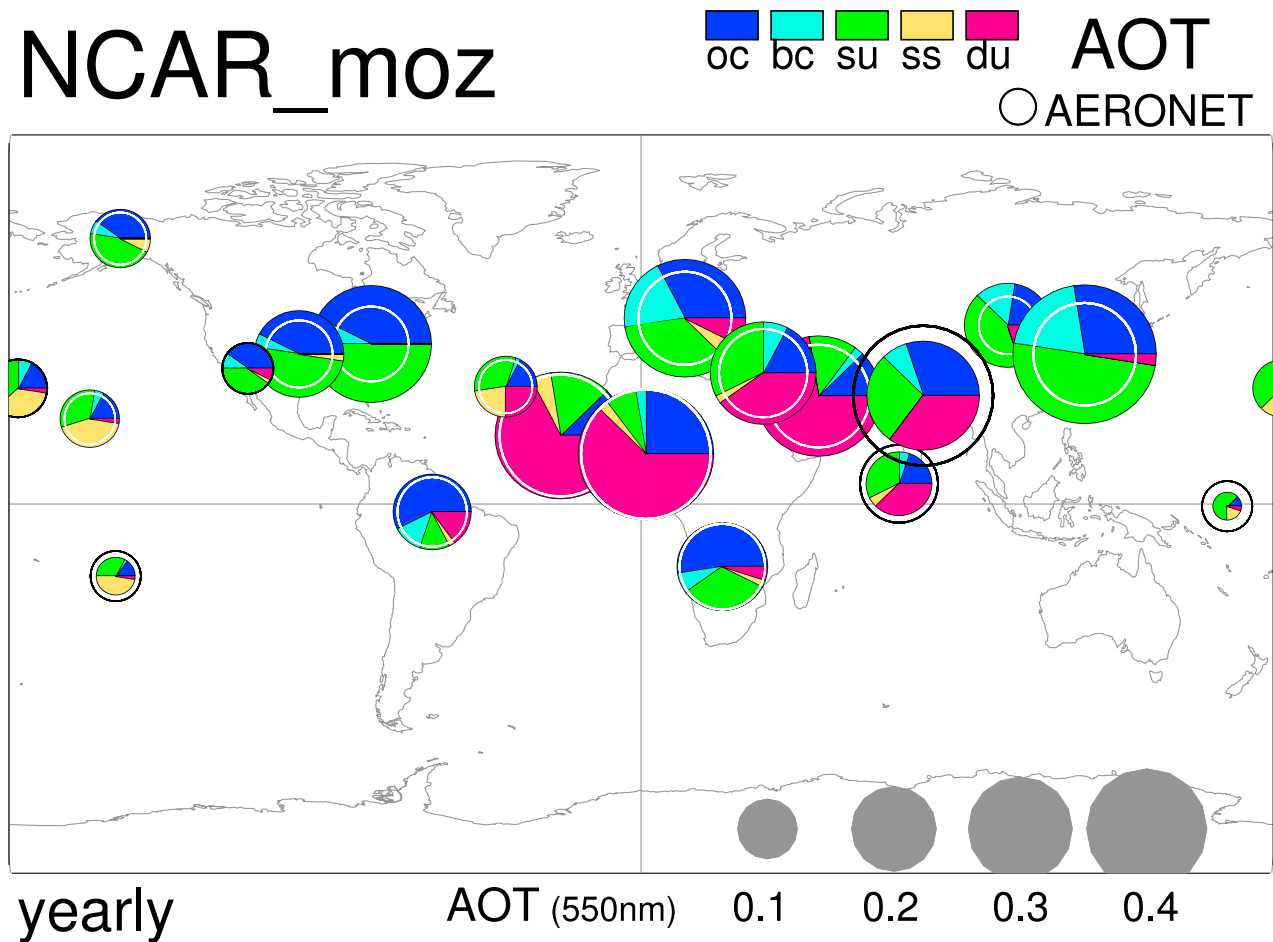 NCAR_moz
oc bc su ss du
AOT
AERONET
yearly
AOT (550nm) 0.1 0.2 0.3 0.4